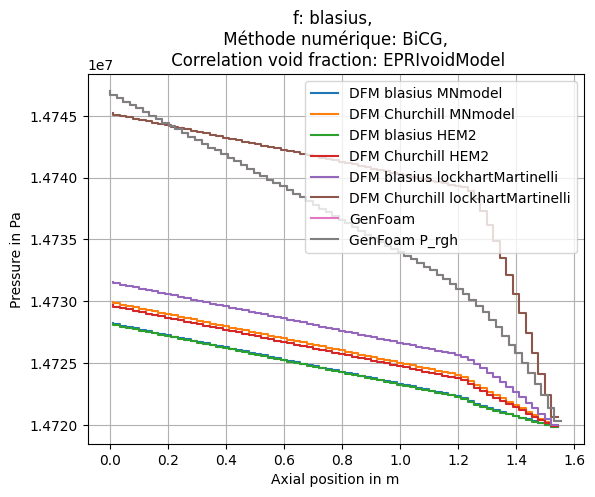 f: blasius,
Méthode numérique: BiCG,
Correlation void fraction: EPRIvoidModel
1e7
DFM blasius MNmodel
DFM Churchill MNmodel
DFM blasius HEM2
DFM Churchill HEM2
DFM blasius lockhartMartinelli
DFM Churchill lockhartMartinelli
GenFoam
GenFoam P_rgh
Pressure in Pa
1.4745
1.4740
1.4735
1.4730
1.4725
1.4720
0.0 0.2 0.4 0.6 0.8 1.0 1.2 1.4 1.6
Axial position in m